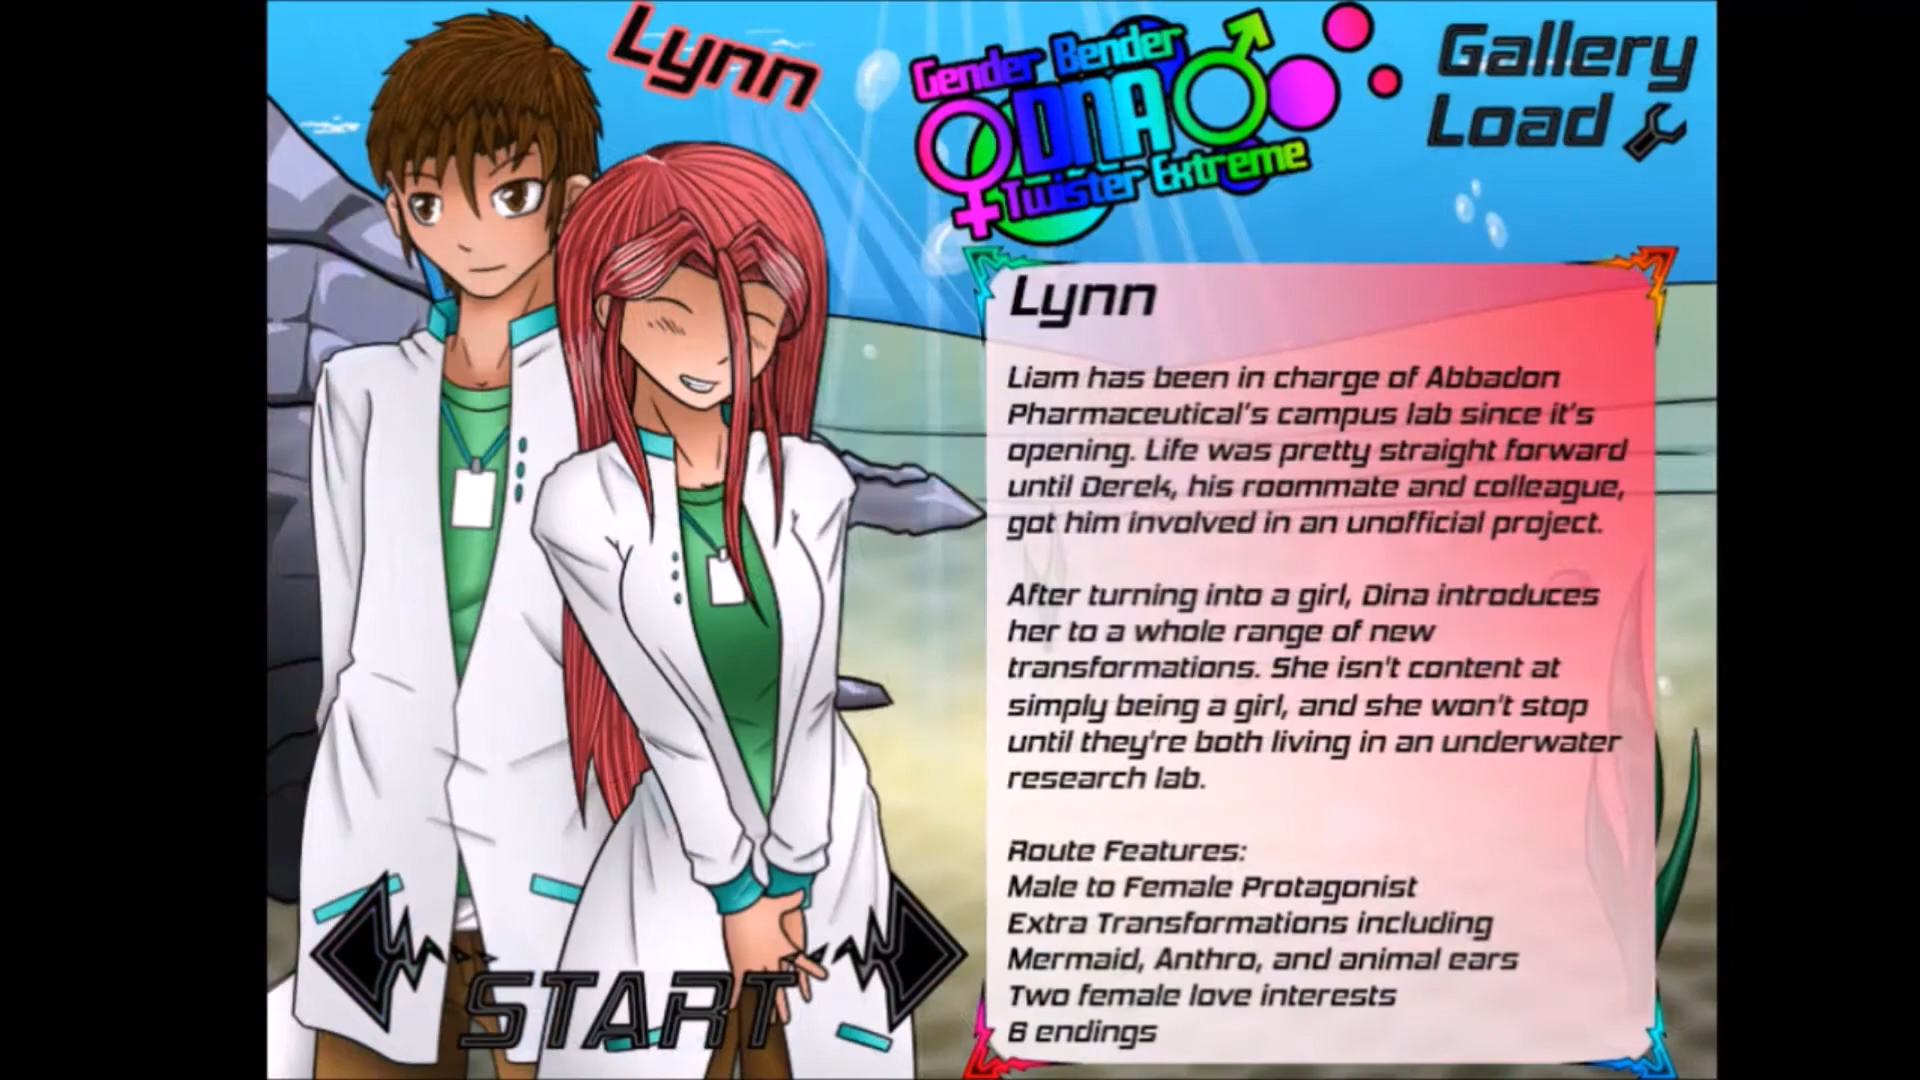 Lynn
Gender Bender
DNA
Twister Extreme
Gallery
Load
Lynn
Liam has been in charge of Abbadon
Pharmaceutical's campus lab since it's
opening. Life was pretty straight forward
until Derek, his roommate and colleague,
got him involved in an unofficial project.
After turning into a girl, Dina introduces
her to a whole range of new
transformations. She isn't content at
simply being a girl, and she won't stop
until they're both living in an underwater
research lab.
Route Features:
Male to Female Protagonist
Extra Transformations including
Mermaid, Anthro, and animal ears
Two female love interests
6 endings
START